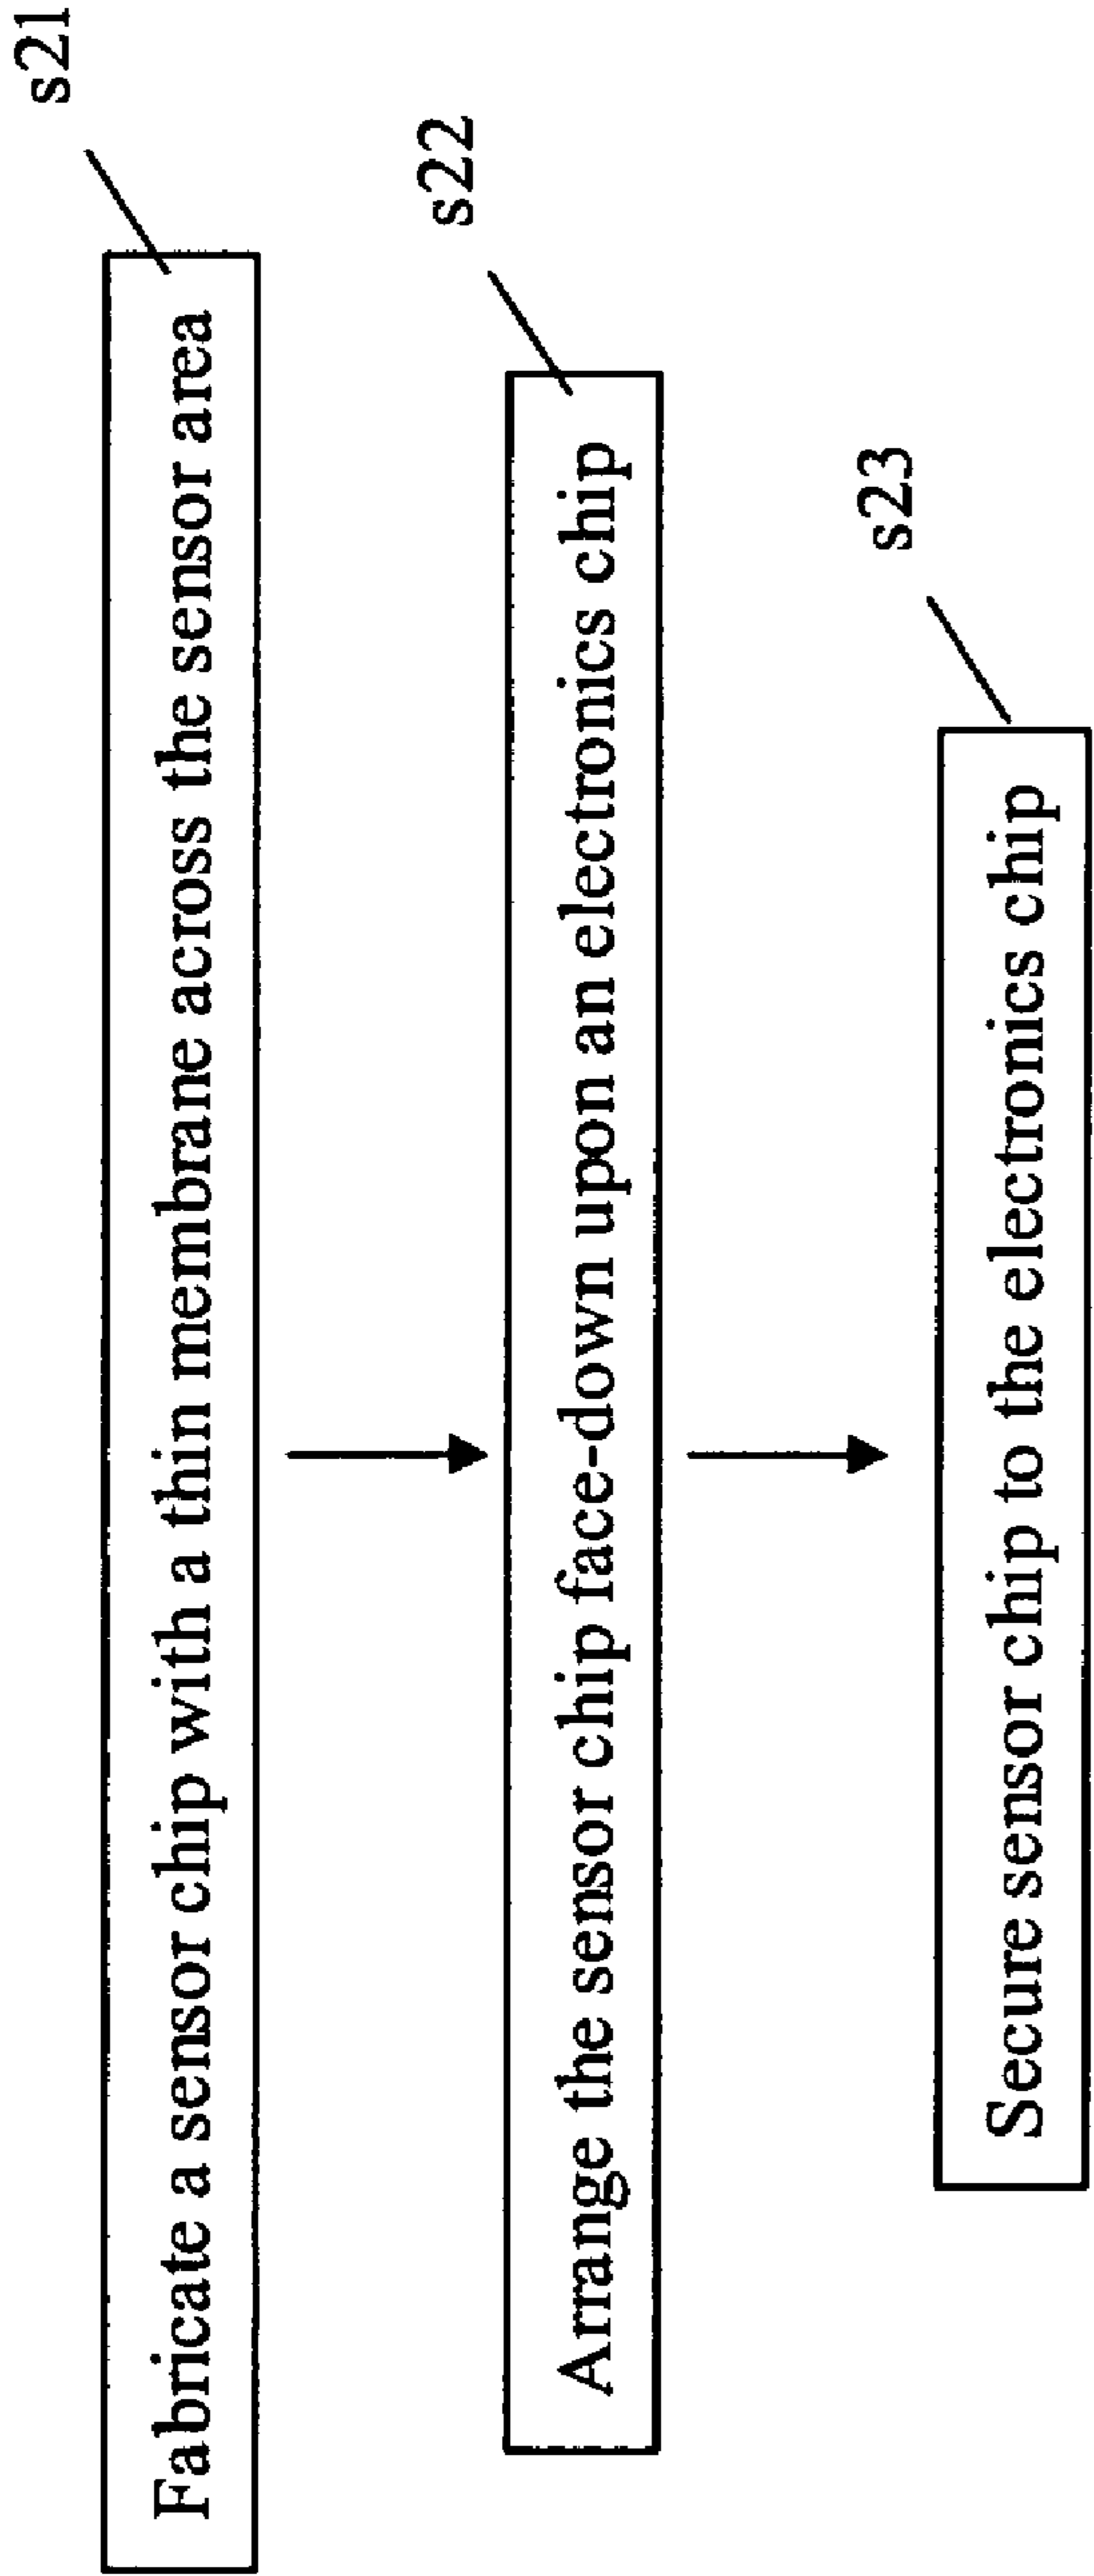 s21
Fabricate a sensor chip with a thin membrane across the sensor area
s22
Arrange the sensor chip face-down upon an electronics chip
s23
Secure sensor chip to the electronics chip